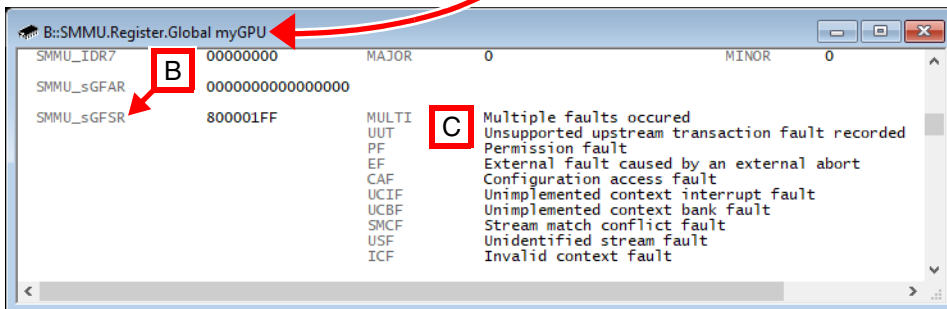 B::SMMU.Register.Global myGPU
SMMU_IDR7 00000000 MAJOR 0 MINOR 0
B
SMMU_sGFAR 0000000000000000
SMMU_sGFSR 800001FF MULTI Multiple faults occured
C
UUT Unsupported upstream transaction fault recorded
PF Permission fault
EF External fault caused by an external abort
CAF Configuration access fault
UCIF Unimplemented context interrupt fault
UCBF Unimplemented context bank fault
SMCF Stream match conflict fault
USF Unidentified stream fault
ICF Invalid context fault